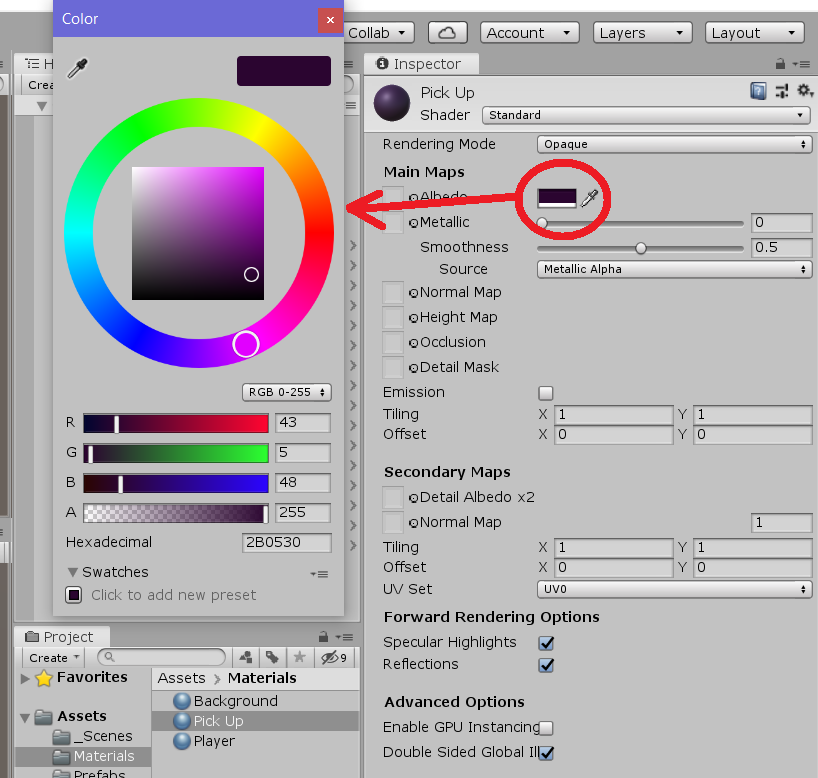 Color
×
Collab
Account
Layers
Layout
Inspector
Crea
Pick Up
Shader
Standard
Rendering Mode
Opaque
Main Maps
Albedo
Metallic
0
Smoothness
0.5
Source
Metallic Alpha
Normal Map
Height Map
Occlusion
Detail Mask
Emission
Tiling X 1 Y 1
Offset X 0 Y 0
Secondary Maps
Detail Albedo x2
Normal Map 1
Tiling X 1 Y 1
Offset X 0 Y 0
UV Set UV0
Forward Rendering Options
Specular Highlights
Reflections
Advanced Options
Enable GPU Instancing
Double Sided Global Il
RGB 0-255
R 43
G 5
B 48
A 255
Hexadecimal 2B0530
Swatches
Click to add new preset
Project
Create
9
Favorites
Assets
_Scenes
Materials
Prefabs
Assets > Materials
Background
Pick Up
Player